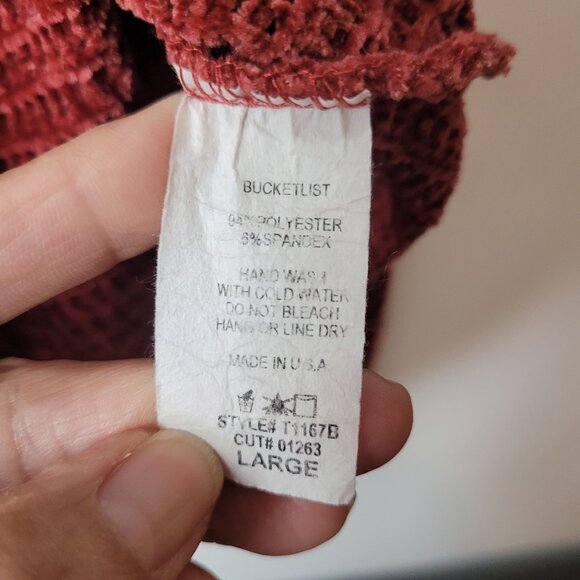 BUCKETLIST
94%POLYESTER
6%SPANDEX
HAND WASH
WITH COLD WATER
DO NOT BLEACH
HANG OR LINE DRY
MADE IN U.S.A
STYLE# T1167B
CUT# 01263
LARGE